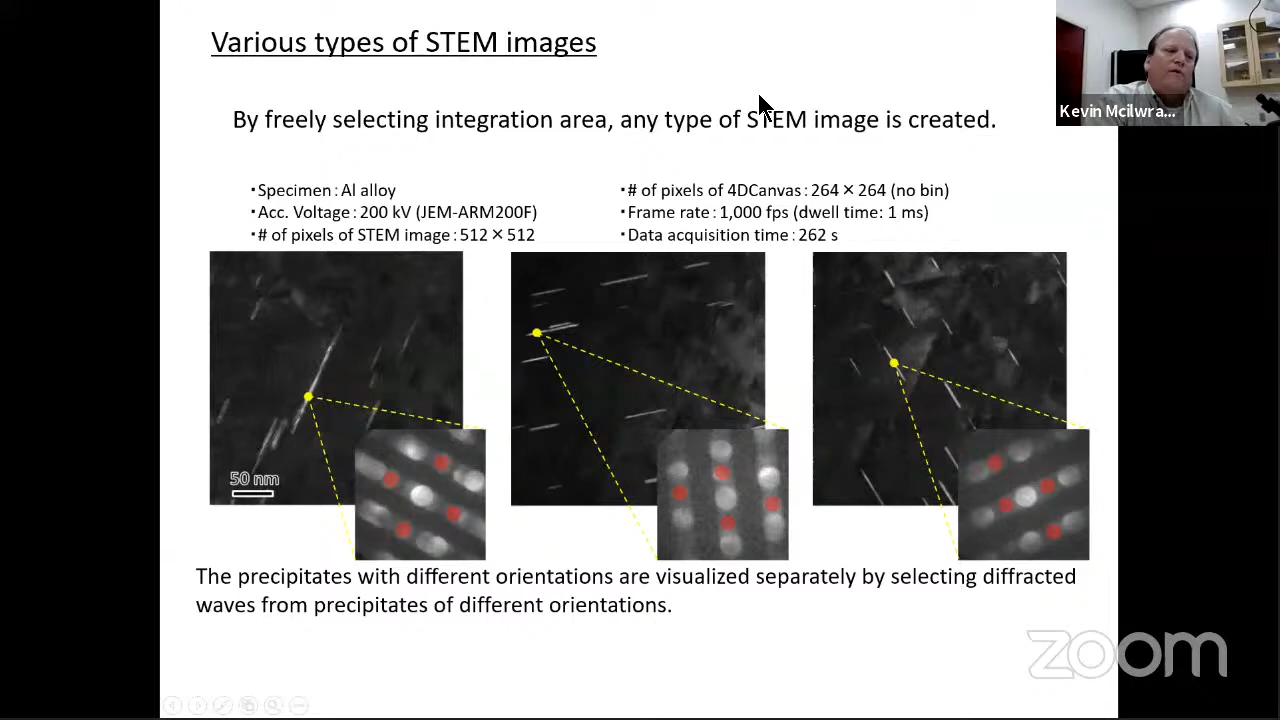 Various types of STEM images
Kevin Mcilwra...
By freely selecting integration area, any type of STEM image is created.
・Specimen：Al alloy
・Acc. Voltage：200 kV (JEM-ARM200F)
・# of pixels of STEM image：512 × 512
・# of pixels of 4DCanvas：264 × 264 (no bin)
・Frame rate：1,000 fps (dwell time: 1 ms)
・Data acquisition time：262 s
50 nm
The precipitates with different orientations are visualized separately by selecting diffracted
waves from precipitates of different orientations.
zoom